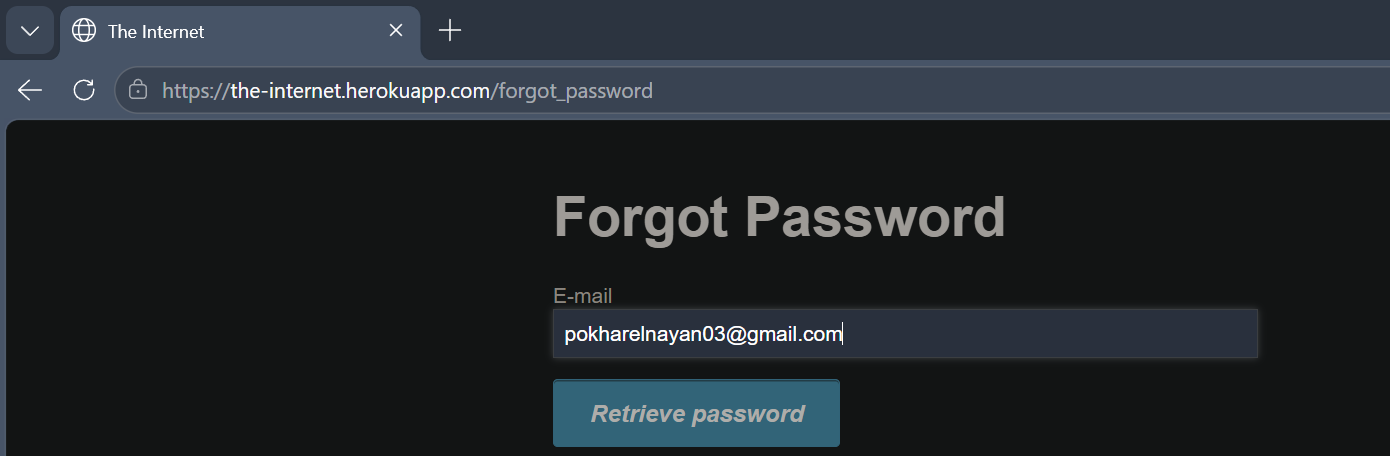 The Internet
https://the-internet.herokuapp.com/forgot_password
Forgot Password
E-mail
pokharelnayan03@gmail.com
Retrieve password